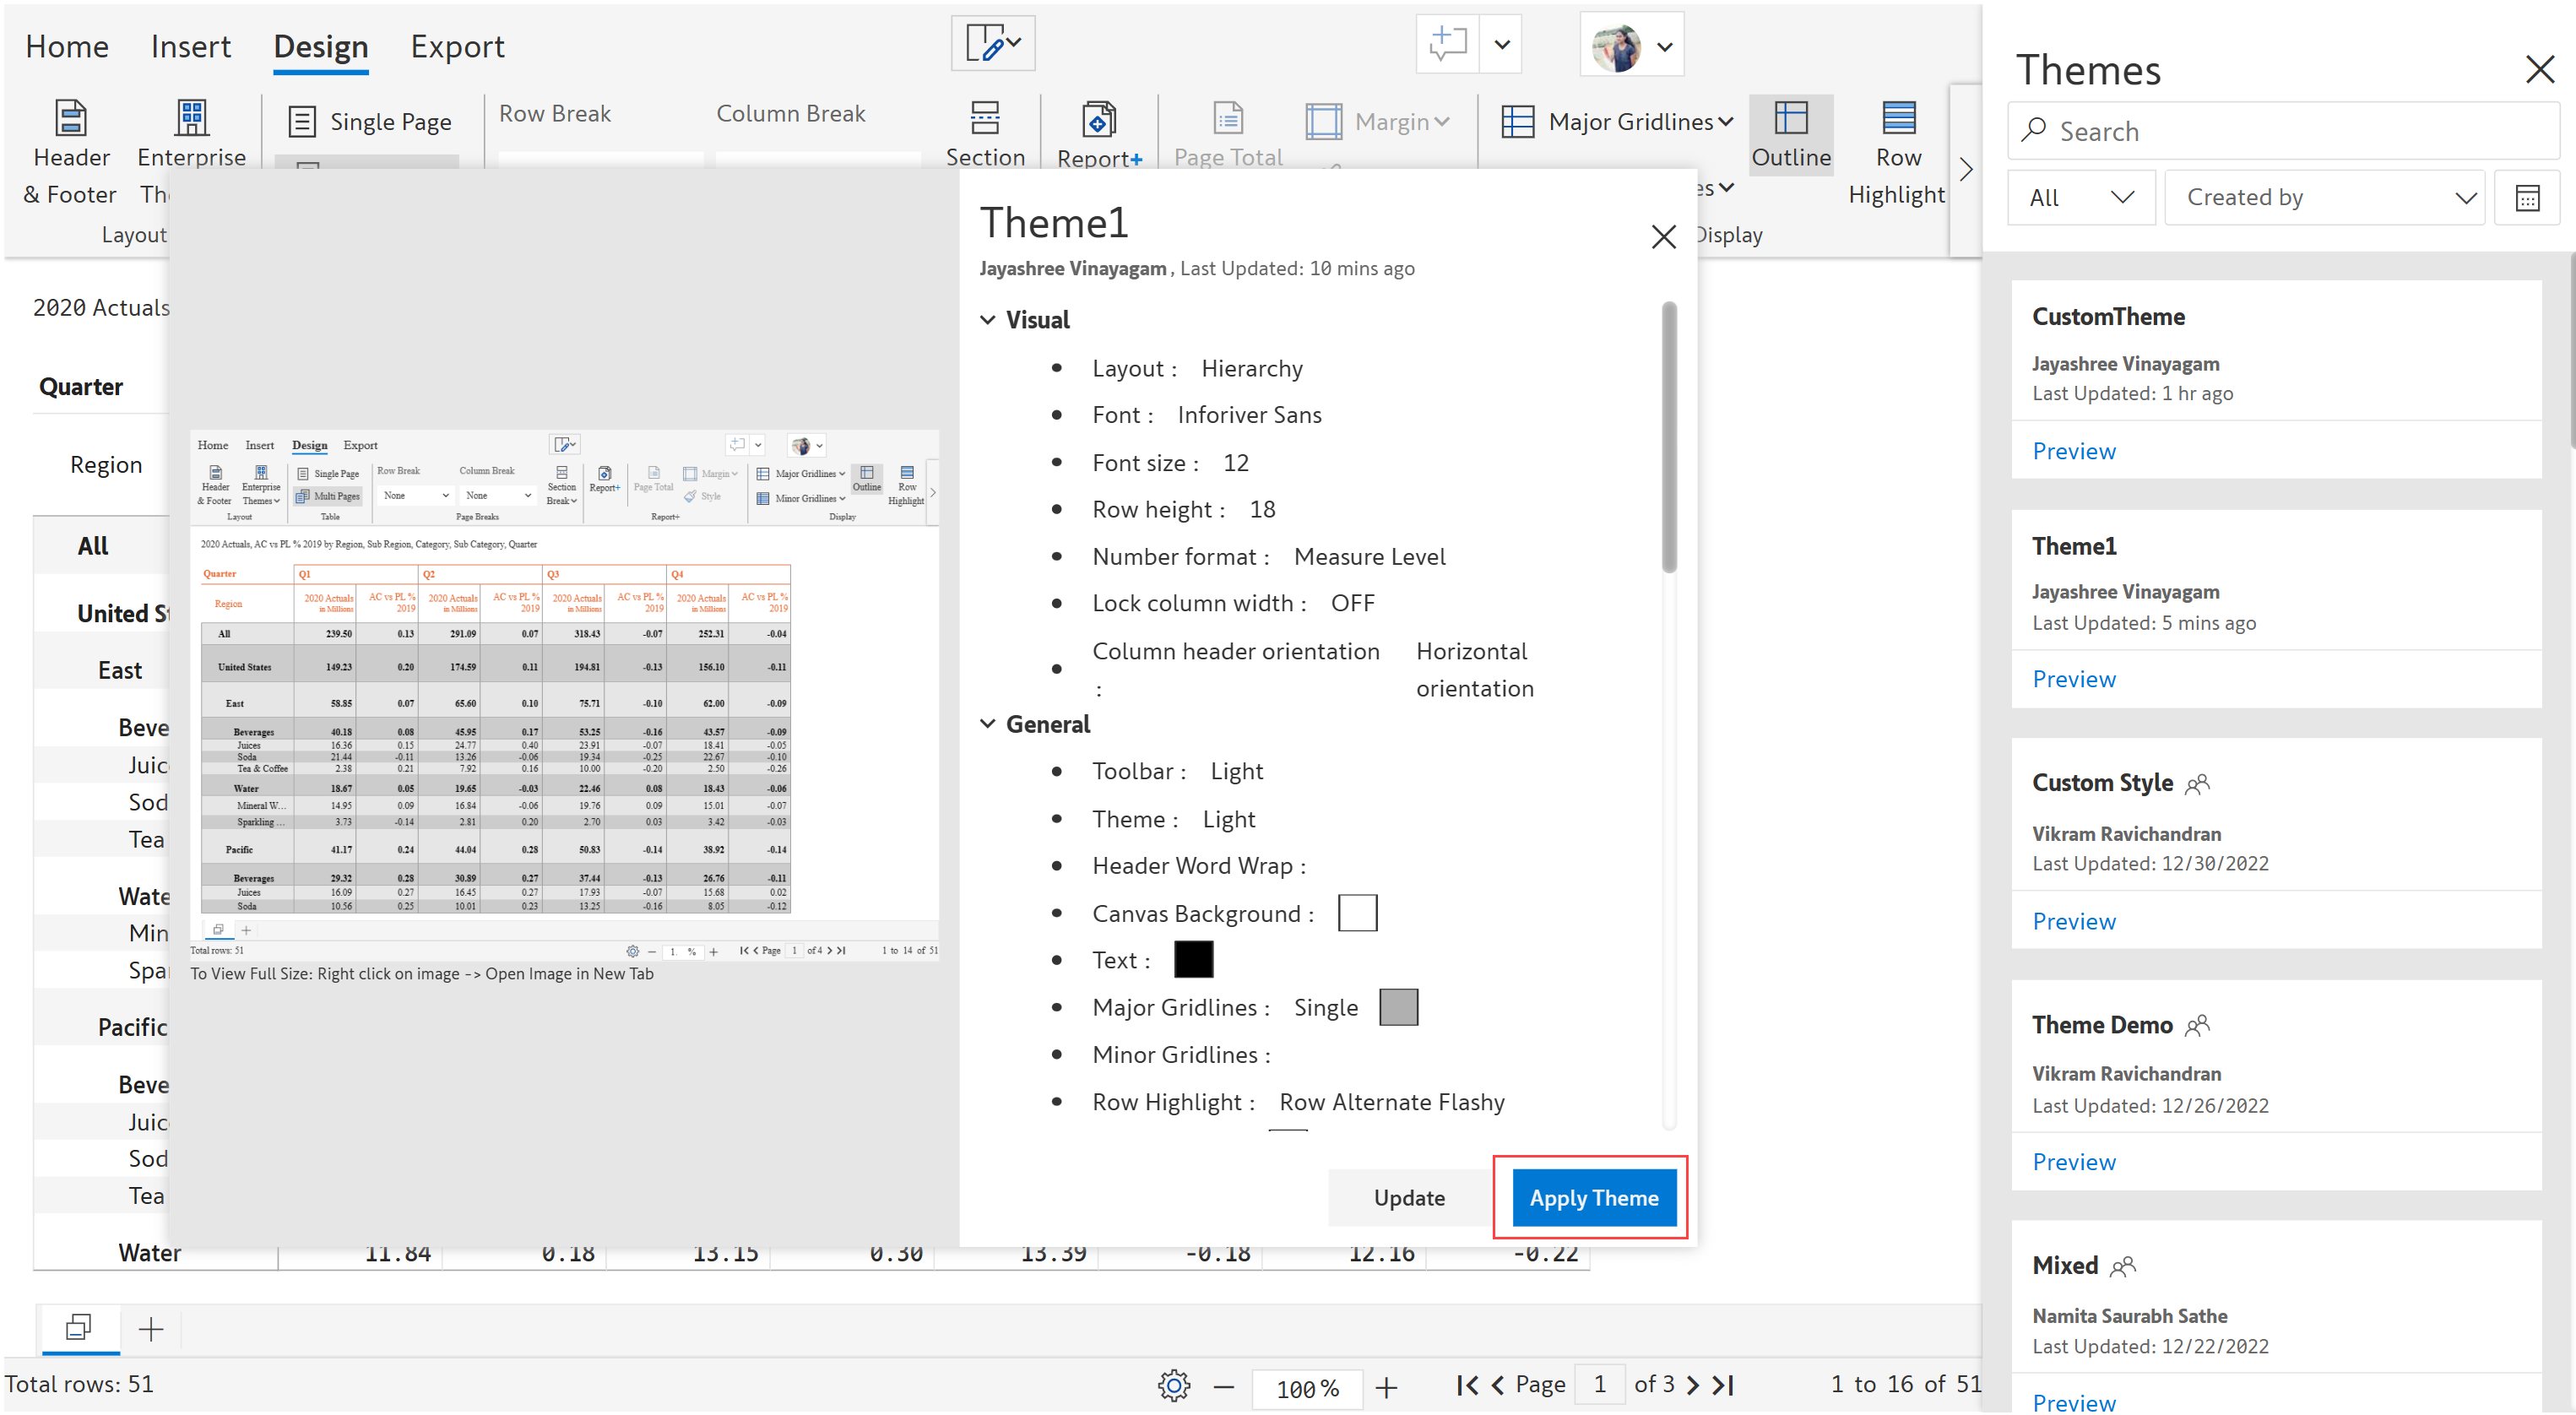 Home Insert Design Export
Header & Footer
Enterprise Th
Layout
Single Page
Row Break
Column Break
Section
Report+
Page Total
Margin
Major Gridlines
es
Outline
Row Highlight
Display
2020 Actuals
Quarter
Region
All
United St
East
Beve
Juic
Sod
Tea
Wate
Min
Spa
Pacific
Beve
Juic
Sod
Tea
Water 11.84 0.18 13.15 0.30 13.39 -0.18 12.16 -0.22
Total rows: 51
100 %
Page 1 of 3
1 to 16 of 51
Home Insert Design Export
Header & Footer
Enterprise Themes
Layout
Single Page
Multi Pages
Table
Row Break
None
Column Break
None
Page Breaks
Section Break
Report+
Page Total
Margin
Style
Report+
Major Gridlines
Minor Gridlines
Outline
Row Highlight
Display
2020 Actuals, AC vs PL % 2019 by Region, Sub Region, Category, Sub Category, Quarter
Quarter Q1 Q2 Q3 Q4
Region 2020 Actuals in Millions AC vs PL % 2019 2020 Actuals in Millions AC vs PL % 2019 2020 Actuals in Millions AC vs PL % 2019 2020 Actuals in Millions AC vs PL % 2019
All 239.50 0.13 291.09 0.07 318.43 -0.07 252.31 -0.04
United States 149.23 0.20 174.59 0.11 194.81 -0.13 156.10 -0.11
East 58.85 0.07 65.60 0.10 75.71 -0.10 62.00 -0.09
Beverages 40.18 0.08 45.95 0.17 53.25 -0.16 43.57 -0.09
Juices 16.36 0.15 24.77 0.40 23.91 -0.07 18.41 -0.05
Soda 21.44 -0.11 13.26 -0.06 19.34 -0.25 22.67 -0.10
Tea & Coffee 2.38 0.21 7.92 0.16 10.00 -0.20 2.50 -0.26
Water 18.67 0.05 19.65 -0.03 22.46 0.08 18.43 -0.06
Mineral W... 14.95 0.09 16.84 -0.06 19.76 0.09 15.01 -0.07
Sparkling ... 3.73 -0.14 2.81 0.20 2.70 0.03 3.42 -0.03
Pacific 41.17 0.24 44.04 0.28 50.83 -0.14 38.92 -0.14
Beverages 29.32 0.28 30.89 0.27 37.44 -0.13 26.76 -0.11
Juices 16.09 0.27 16.45 0.27 17.93 -0.07 15.68 0.02
Soda 10.56 0.25 10.01 0.23 13.25 -0.16 8.05 -0.12
Total rows: 51
1. %
Page 1 of 4
1 to 14 of 51
To View Full Size: Right click on image -> Open Image in New Tab
Theme1
Jayashree Vinayagam , Last Updated: 10 mins ago
Visual
Layout : Hierarchy
Font : Inforiver Sans
Font size : 12
Row height : 18
Number format : Measure Level
Lock column width : OFF
Column header orientation : Horizontal orientation
General
Toolbar : Light
Theme : Light
Header Word Wrap :
Canvas Background :
Text :
Major Gridlines : Single
Minor Gridlines :
Row Highlight : Row Alternate Flashy
Update
Apply Theme
Themes
Search
All
Created by
CustomTheme
Jayashree Vinayagam
Last Updated: 1 hr ago
Preview
Theme1
Jayashree Vinayagam
Last Updated: 5 mins ago
Preview
Custom Style
Vikram Ravichandran
Last Updated: 12/30/2022
Preview
Theme Demo
Vikram Ravichandran
Last Updated: 12/26/2022
Preview
Mixed
Namita Saurabh Sathe
Last Updated: 12/22/2022
Preview